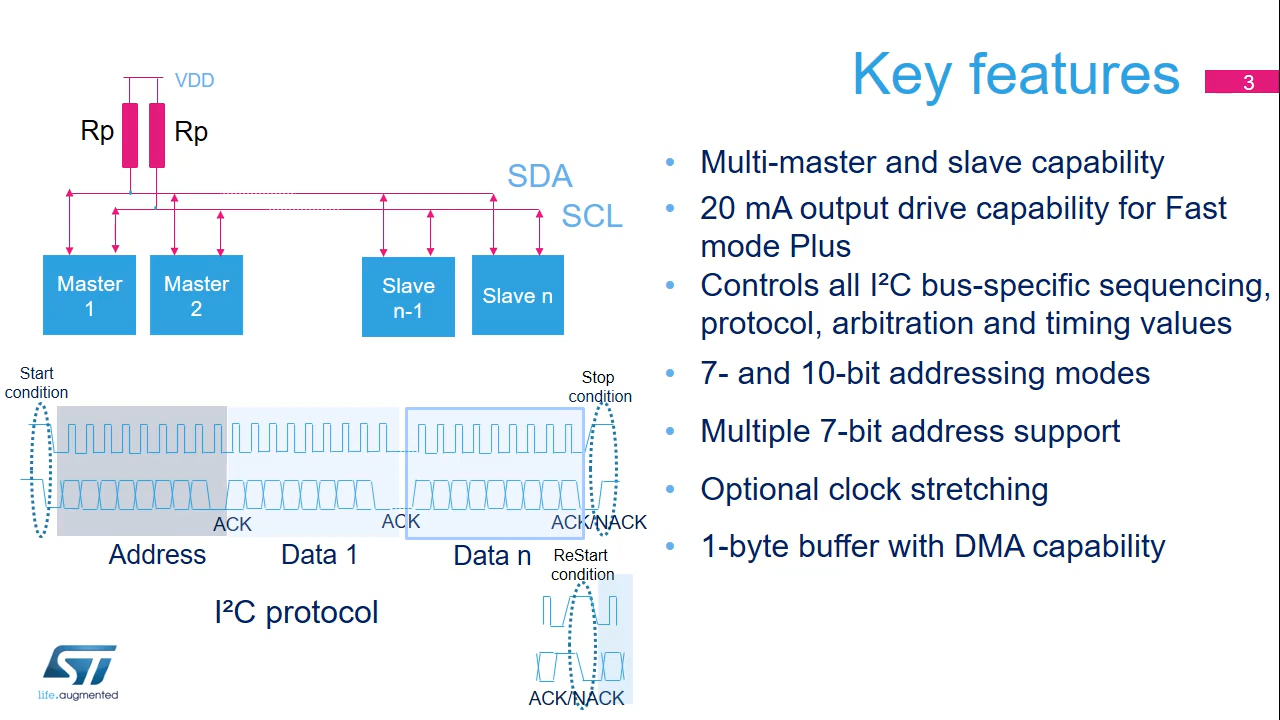 Key features
3
VDD
Rp
Rp
SDA
SCL
Master
1
Master
2
Slave
n-1
Slave n
Start
condition
Stop
condition
ACK
ACK
ACK/NACK
Address
Data 1
Data n
ReStart
condition
ACK/NACK
I²C protocol
ST
life.augmented
• Multi-master and slave capability
• 20 mA output drive capability for Fast
mode Plus
• Controls all I²C bus-specific sequencing,
protocol, arbitration and timing values
• 7- and 10-bit addressing modes
• Multiple 7-bit address support
• Optional clock stretching
• 1-byte buffer with DMA capability